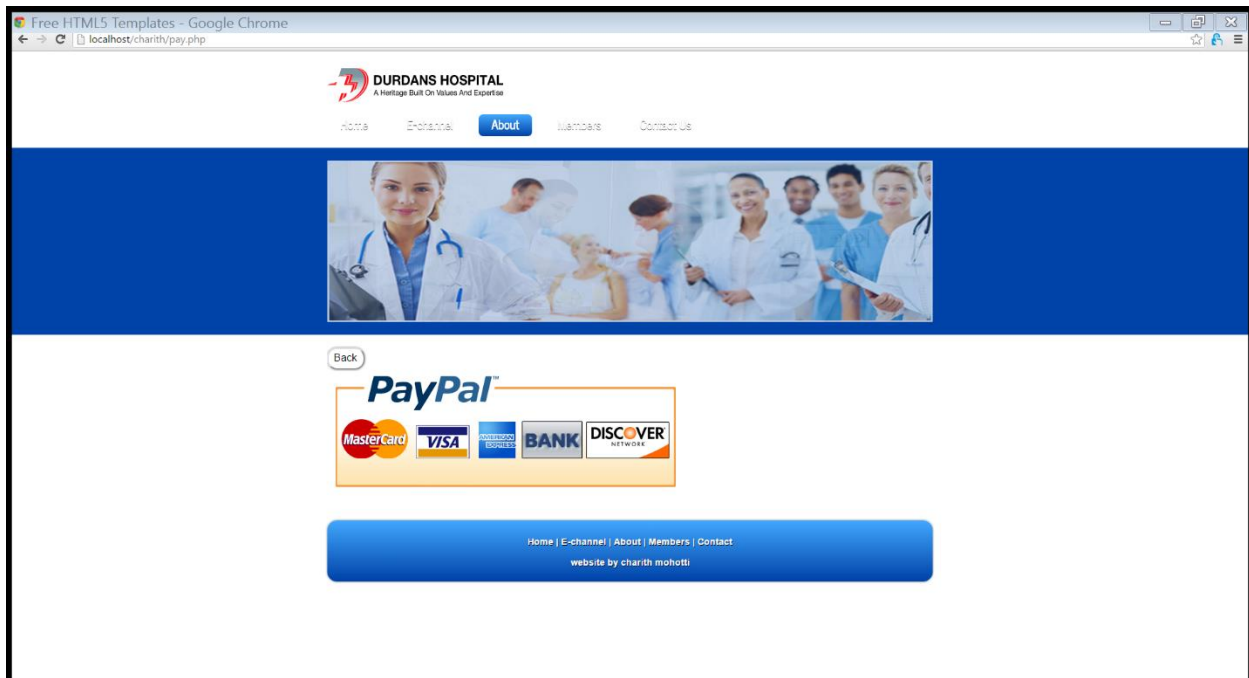 Free HTML5 Templates - Google Chrome
localhost/charith/pay.php
DURDANS HOSPITAL
A Heritage Built On Values And Expertise
Home E-channel About Members Contact Us
Back
PayPal™
MasterCard VISA AMERICAN EXPRESS BANK DISCOVER NETWORK
Home | E-channel | About | Members | Contact
website by charith mohotti